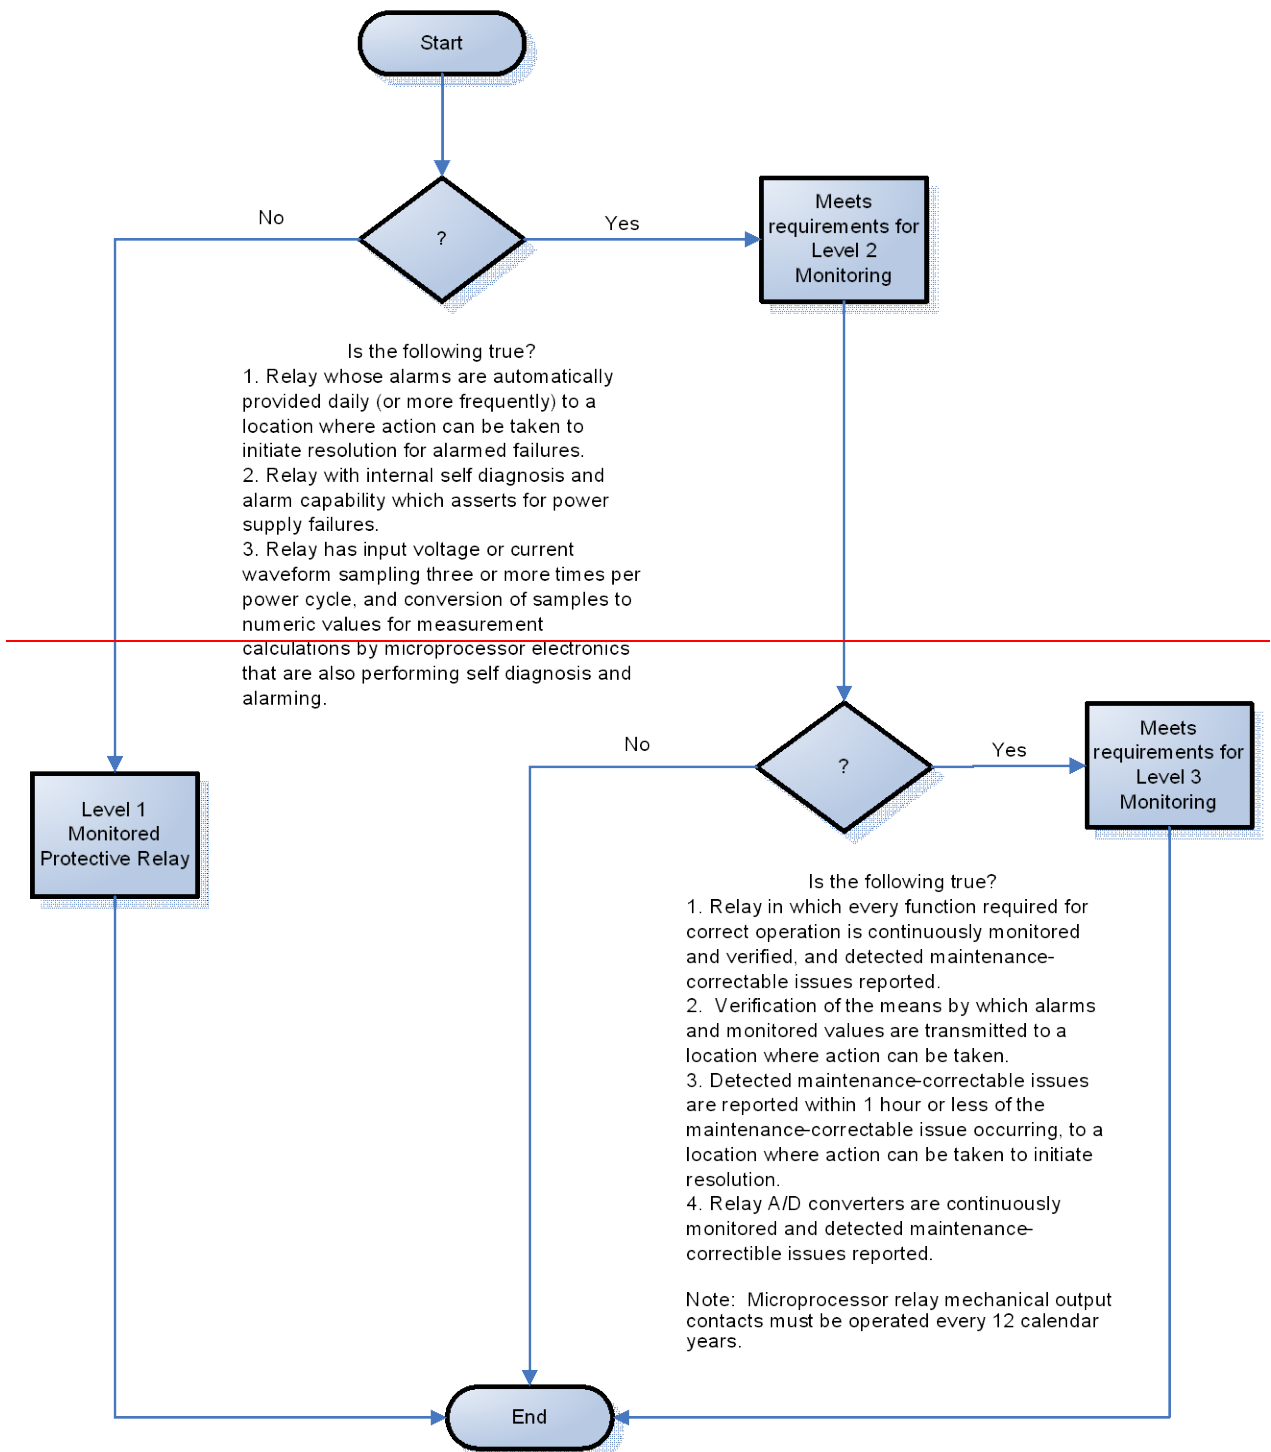 Start
No
?
Yes
Meets
requirements for
Level 2
Monitoring
Is the following true?
1. Relay whose alarms are automatically
provided daily (or more frequently) to a
location where action can be taken to
initiate resolution for alarmed failures.
2. Relay with internal self diagnosis and
alarm capability which asserts for power
supply failures.
3. Relay has input voltage or current
waveform sampling three or more times per
power cycle, and conversion of samples to
numeric values for measurement
calculations by microprocessor electronics
that are also performing self diagnosis and
alarming.
Level 1
Monitored
Protective Relay
No
?
Yes
Meets
requirements for
Level 3
Monitoring
Is the following true?
1. Relay in which every function required for
correct operation is continuously monitored
and verified, and detected maintenance-
correctable issues reported.
2.  Verification of the means by which alarms
and monitored values are transmitted to a
location where action can be taken.
3. Detected maintenance-correctable issues
are reported within 1 hour or less of the
maintenance-correctable issue occurring, to a
location where action can be taken to initiate
resolution.
4. Relay A/D converters are continuously
monitored and detected maintenance-
correctible issues reported.
Note:  Microprocessor relay mechanical output
contacts must be operated every 12 calendar
years.
End